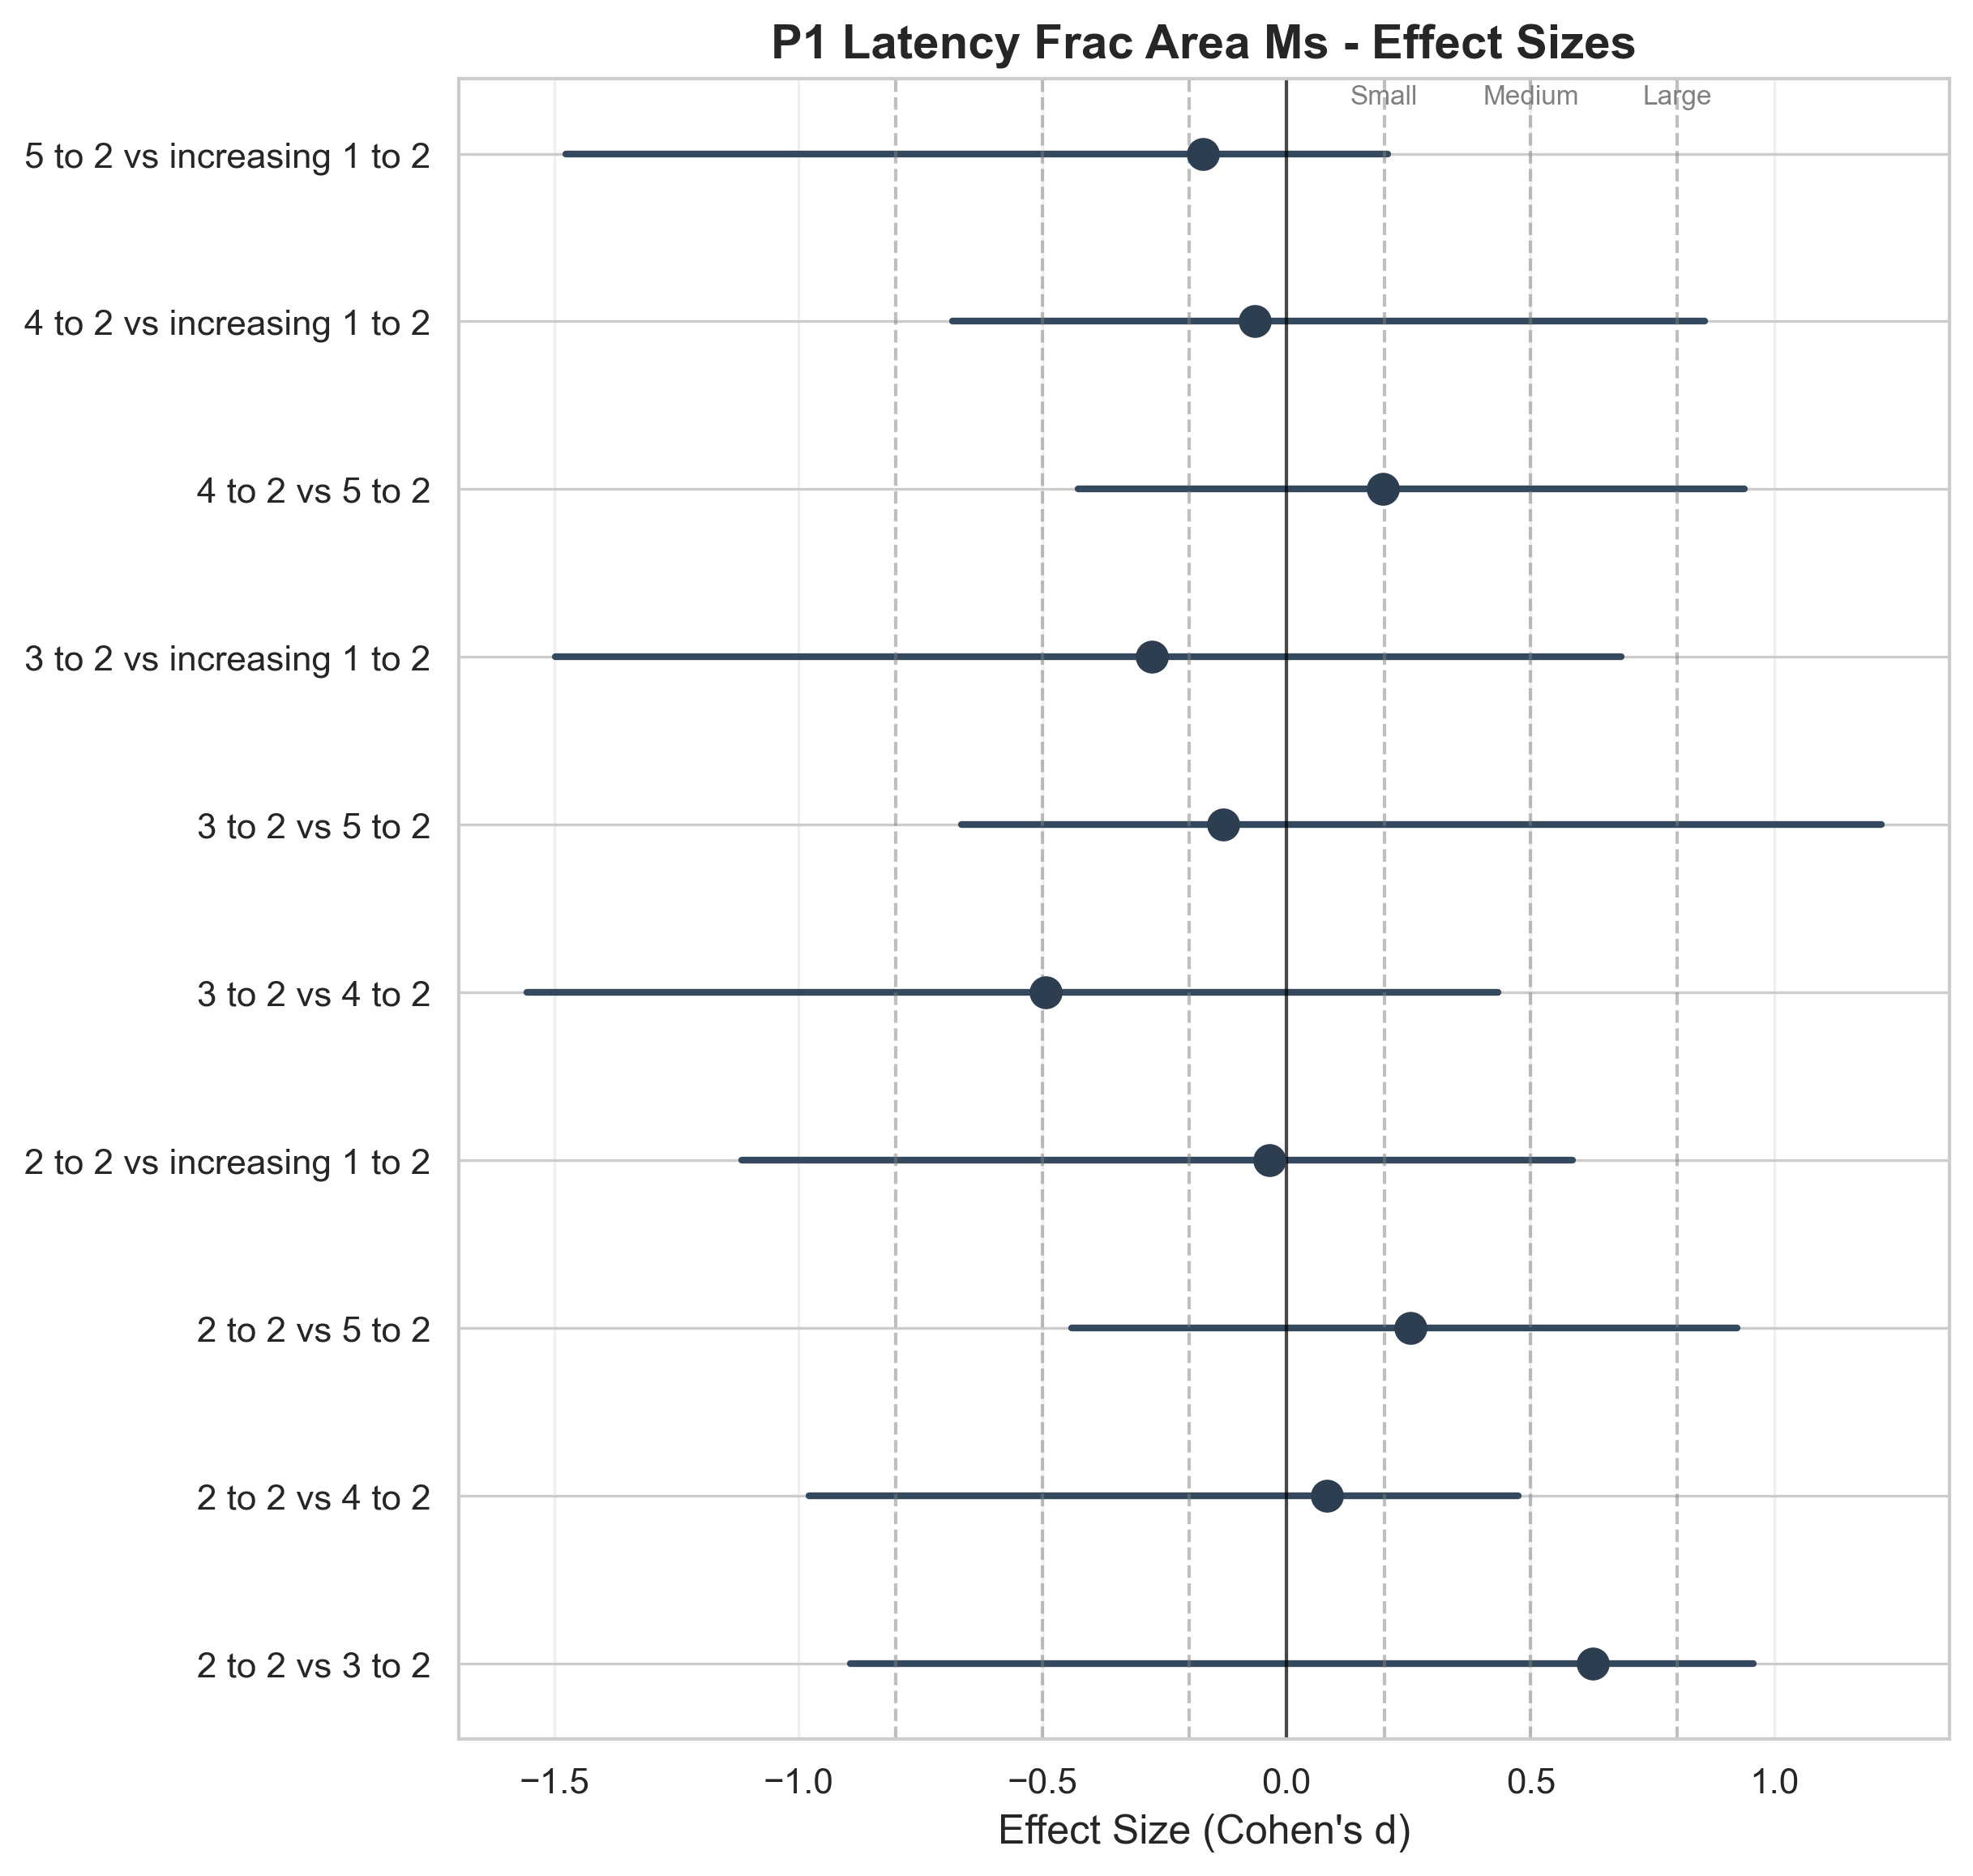 P1 Latency Frac Area Ms - Effect Sizes
Small Medium Large
5 to 2 vs increasing 1 to 2
4 to 2 vs increasing 1 to 2
4 to 2 vs 5 to 2
3 to 2 vs increasing 1 to 2
3 to 2 vs 5 to 2
3 to 2 vs 4 to 2
2 to 2 vs increasing 1 to 2
2 to 2 vs 5 to 2
2 to 2 vs 4 to 2
2 to 2 vs 3 to 2
−1.5 −1.0 −0.5 0.0 0.5 1.0
Effect Size (Cohen's d)